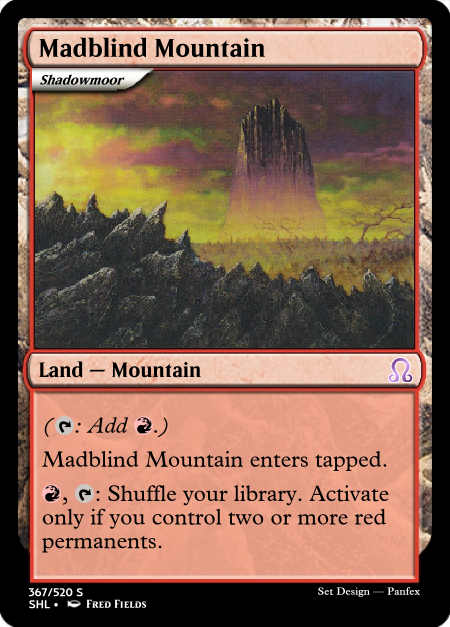 Madblind Mountain
Shadowmoor
Land — Mountain
(: Add .)
Madblind Mountain enters tapped.
, : Shuffle your library. Activate
only if you control two or more red
permanents.
367/520 S
SHL • FRED FIELDS
Set Design — Panfex